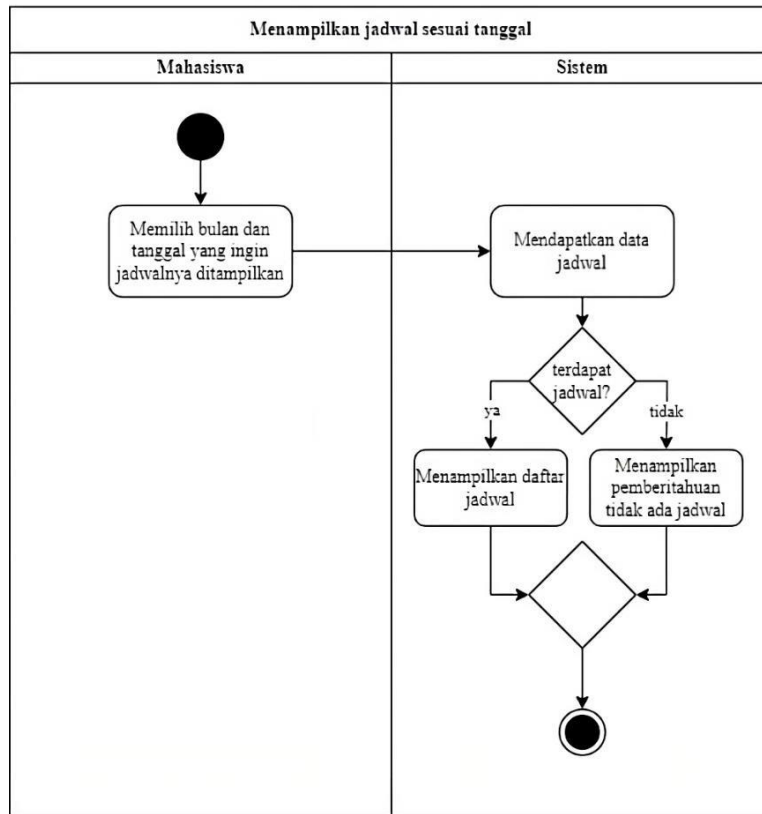 Menampilkan jadwal sesuai tanggal
Mahasiswa
Sistem
Memilih bulan dan
tanggal yang ingin
jadwalnya ditampilkan
Mendapatkan data
jadwal
terdapat
jadwal?
ya
tidak
Menampilkan daftar
jadwal
Menampilkan
pemberitahuan
tidak ada jadwal